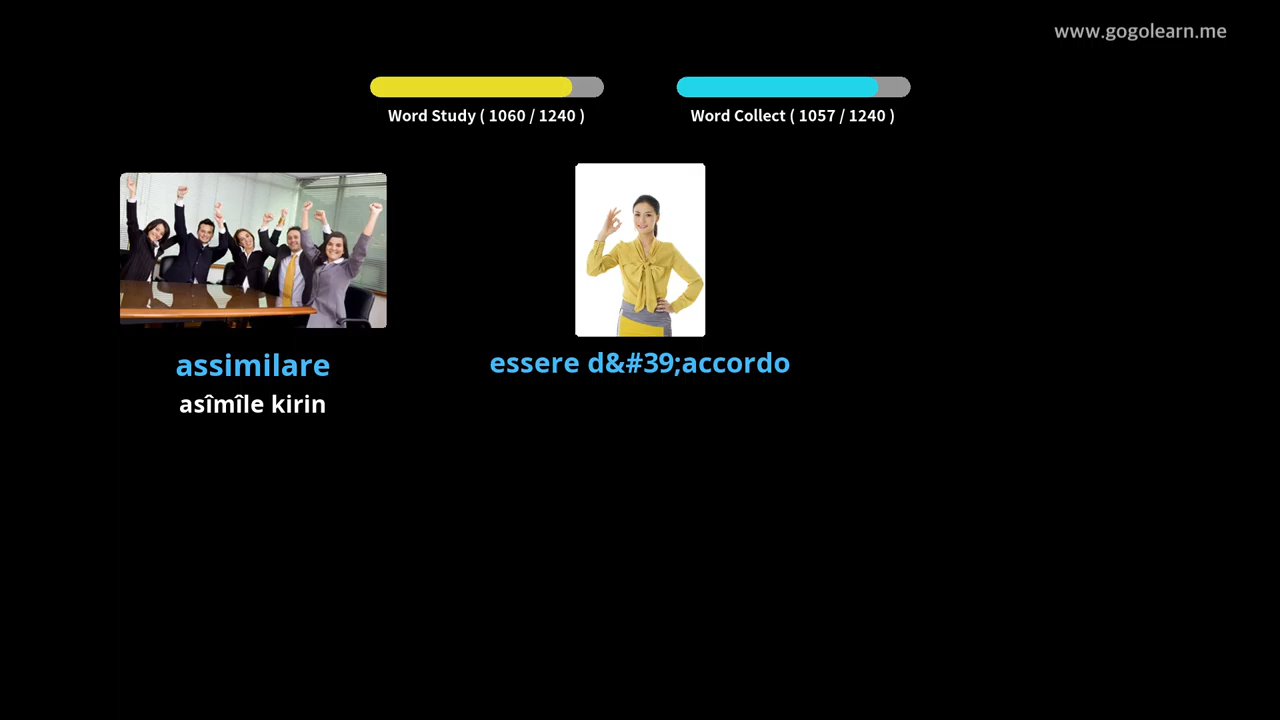 www.gogolearn.me
Word Study ( 1060 / 1240 )
Word Collect ( 1057 / 1240 )
assimilare
asîmîle kirin
essere d&#39;accordo